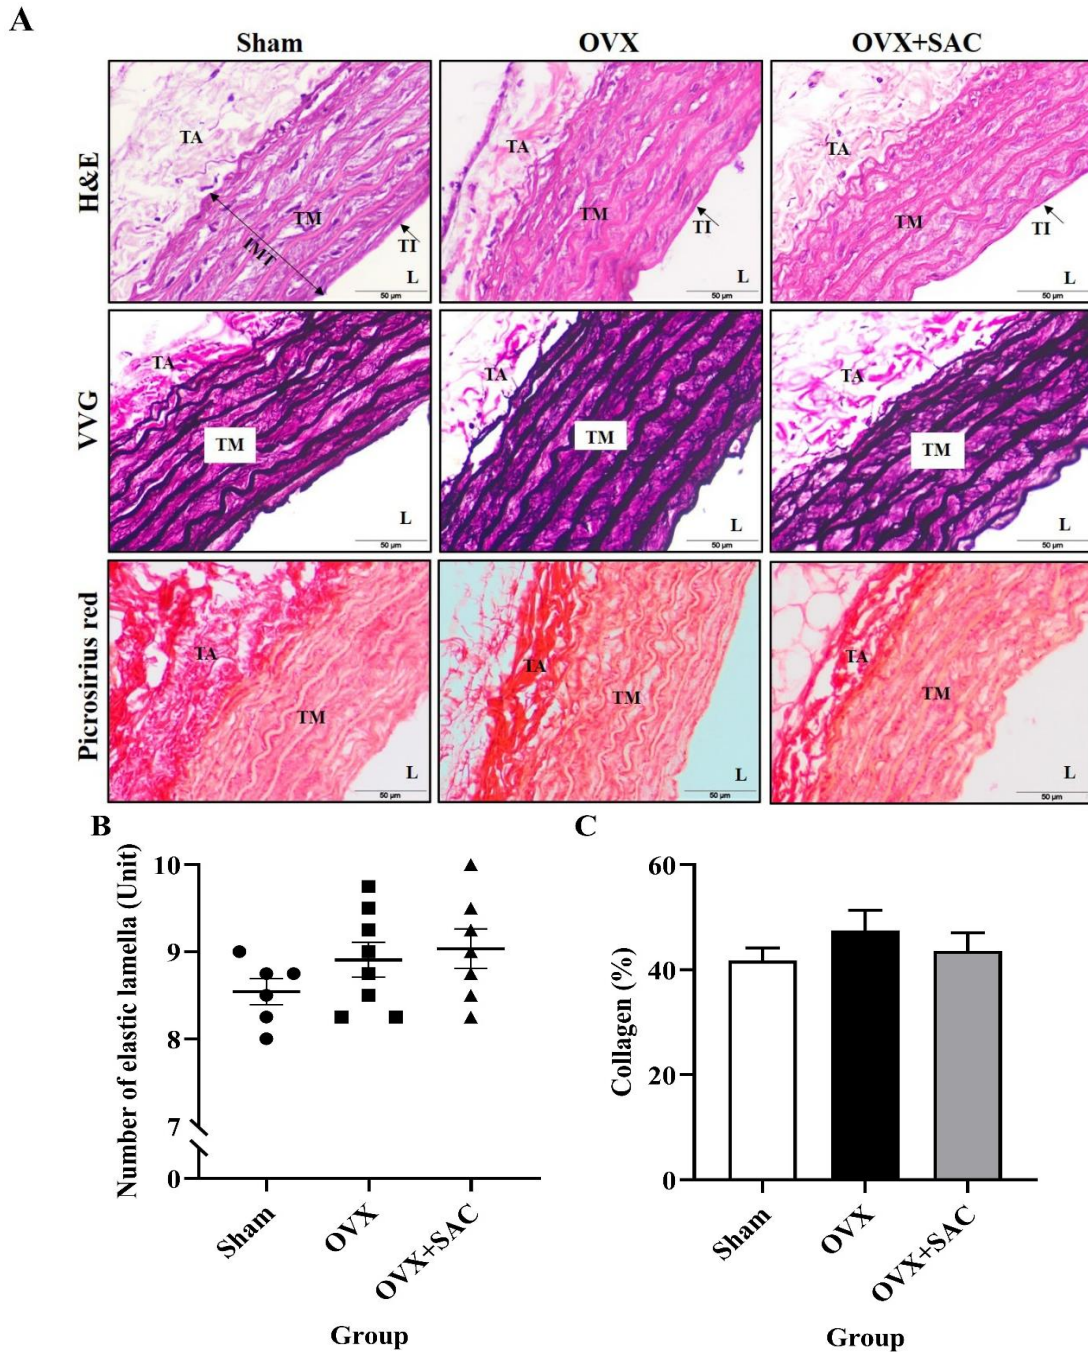 A
Sham OVX OVX+SAC
H&E
TA
TM
IMT
TI
L
50 µm
TA
TM
TI
L
50 µm
TA
TM
TI
L
50 µm
VVG
TA
TM
L
50 µm
TA
TM
L
50 µm
TA
TM
L
50 µm
Picrosirius red
TA
TM
L
50 µm
TA
TM
L
50 µm
TA
TM
L
50 µm
B
Number of elastic lamella (Unit)
10
9
8
7
0
Sham
OVX
OVX+SAC
Group
C
Collagen (%)
60
40
20
0
Sham
OVX
OVX+SAC
Group